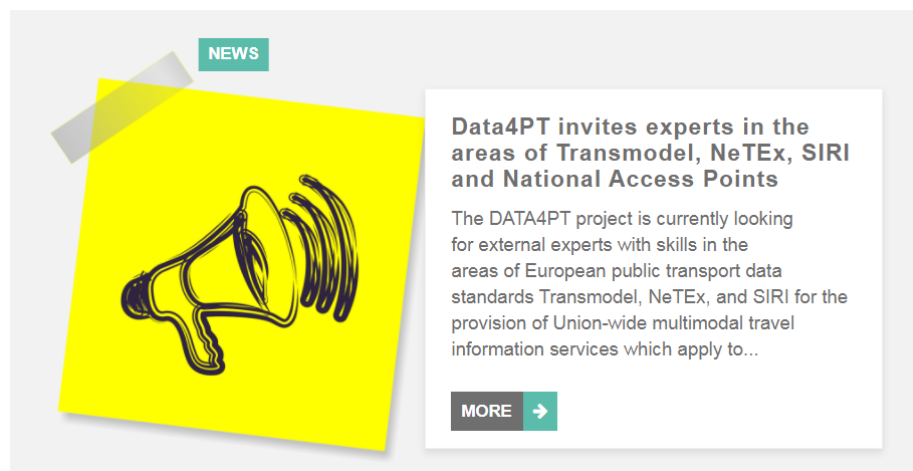 NEWS
Data4PT invites experts in the
areas of Transmodel, NeTEx, SIRI
and National Access Points
The DATA4PT project is currently looking
for external experts with skills in the
areas of European public transport data
standards Transmodel, NeTEx, and SIRI for the
provision of Union-wide multimodal travel
information services which apply to...
MORE